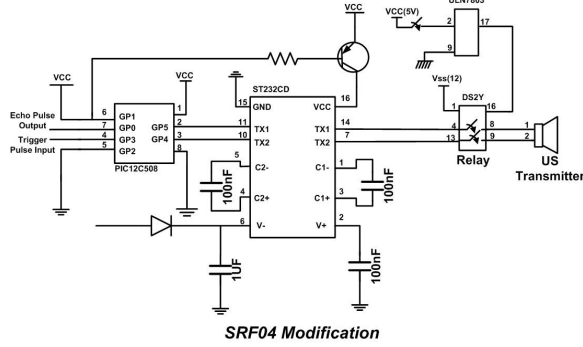 VCC
ULN7803
VCC(5V)
2
17
9
VCC
VCC
ST232CD
Vss(12)
DS2Y
15
GND
VCC
16
1
16
Echo Pulse
Output
Trigger
Pulse Input
6
7
4
5
GP1
GP0
GP3
GP2
GP5
GP4
1
2
3
8
PIC12C508
11
10
TX1
TX2
TX1
TX2
14
7
4
13
8
9
1
2
Relay
US
Transmitter
5
C2-
C1-
1
100nF
4
C2+
C1+
3
100nF
6
V-
V+
2
1UF
100nF
SRF04 Modification